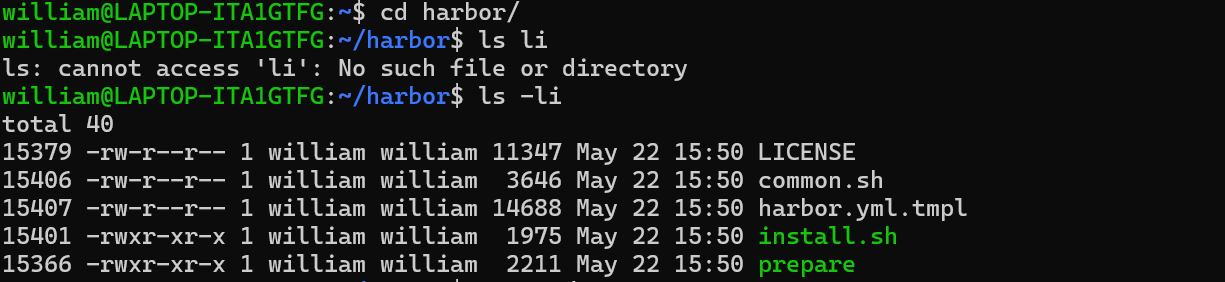 william@LAPTOP-ITA1GTFG:~$ cd harbor/
william@LAPTOP-ITA1GTFG:~/harbor$ ls li
ls: cannot access 'li': No such file or directory
william@LAPTOP-ITA1GTFG:~/harbor$ ls -li
total 40
15379 -rw-r--r-- 1 william william 11347 May 22 15:50 LICENSE
15406 -rw-r--r-- 1 william william  3646 May 22 15:50 common.sh
15407 -rw-r--r-- 1 william william 14688 May 22 15:50 harbor.yml.tmpl
15401 -rwxr-xr-x 1 william william  1975 May 22 15:50 install.sh
15366 -rwxr-xr-x 1 william william  2211 May 22 15:50 prepare